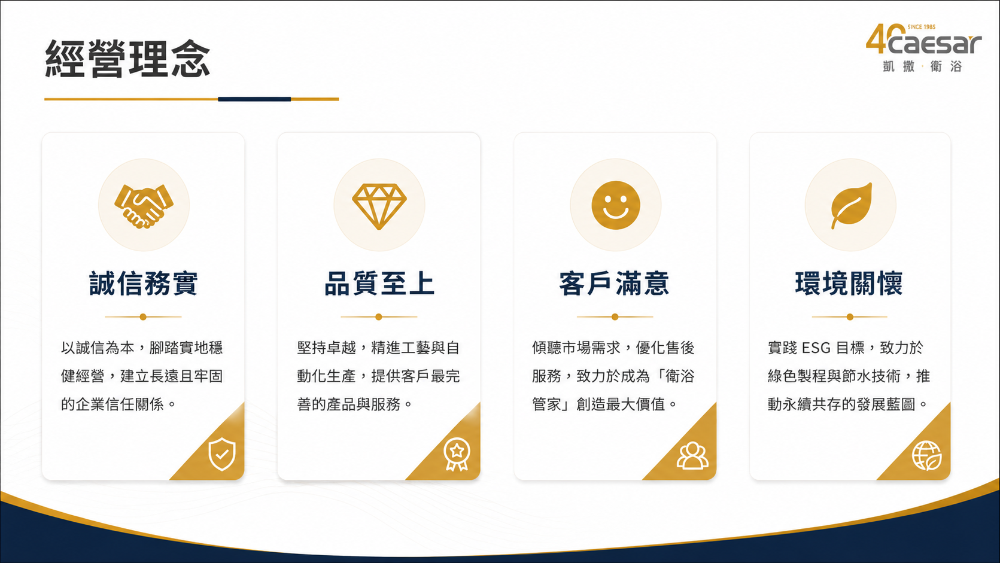 經營理念
SINCE 1985
40 caesar
凱撒·衛浴
誠信務實
以誠信為本，腳踏實地穩
健經營，建立長遠且牢固
的企業信任關係。
品質至上
堅持卓越，精進工藝與自
動化生產，提供客戶最完
善的產品與服務。
客戶滿意
傾聽市場需求，優化售後
服務，致力於成為「衛浴
管家」創造最大價值。
環境關懷
實踐 ESG 目標，致力於
綠色製程與節水技術，推
動永續共存的發展藍圖。